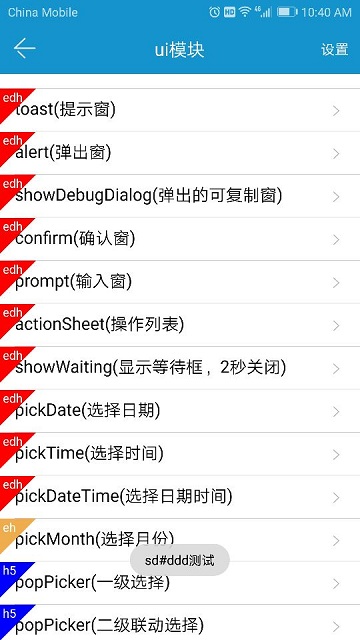 China Mobile HD 4G 10:40 AM
ui模块 设置
edh
toast(提示窗)
edh
alert(弹出窗)
edh
showDebugDialog(弹出的可复制窗)
edh
confirm(确认窗)
edh
prompt(输入窗)
edh
actionSheet(操作列表)
edh
showWaiting(显示等待框，2秒关闭)
edh
pickDate(选择日期)
edh
pickTime(选择时间)
edh
pickDateTime(选择日期时间)
eh
pickMonth(选择月份)
sd#ddd测试
h5
popPicker(一级选择)
h5
popPicker(二级联动选择)